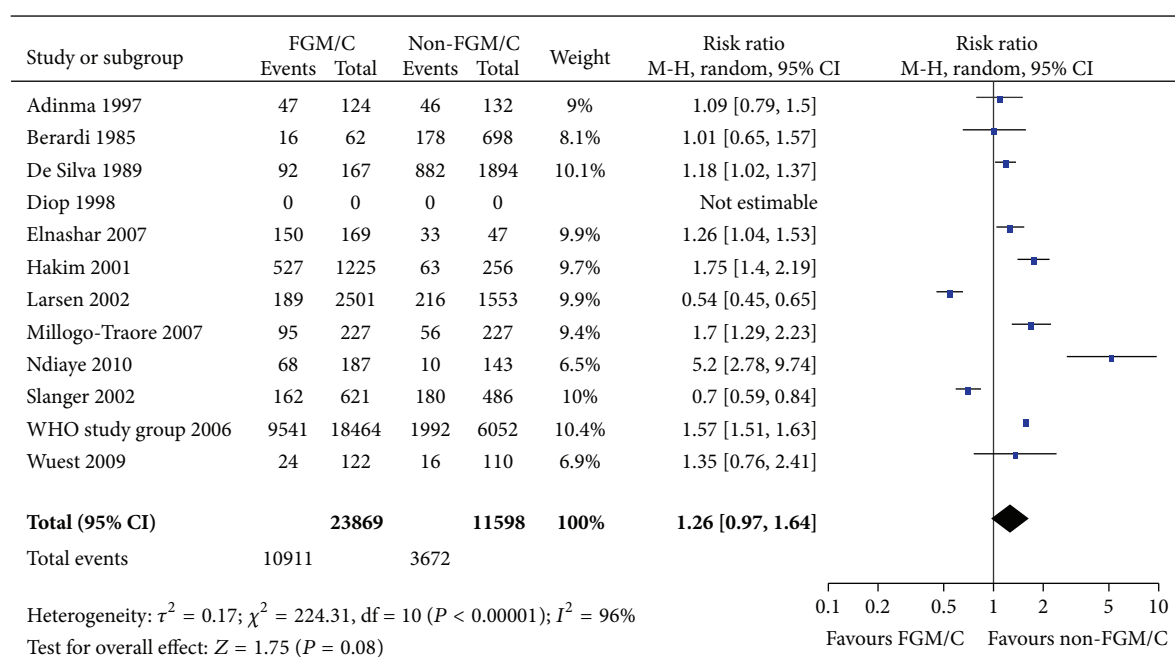 Study or subgroup FGM/C Non-FGM/C Weight Risk ratio Risk ratio
Events Total Events Total M-H, random, 95% CI M-H, random, 95% CI
Adinma 1997 47 124 46 132 9% 1.09 [0.79, 1.5]
Berardi 1985 16 62 178 698 8.1% 1.01 [0.65, 1.57]
De Silva 1989 92 167 882 1894 10.1% 1.18 [1.02, 1.37]
Diop 1998 0 0 0 0 Not estimable
Elnashar 2007 150 169 33 47 9.9% 1.26 [1.04, 1.53]
Hakim 2001 527 1225 63 256 9.7% 1.75 [1.4, 2.19]
Larsen 2002 189 2501 216 1553 9.9% 0.54 [0.45, 0.65]
Millogo-Traore 2007 95 227 56 227 9.4% 1.7 [1.29, 2.23]
Ndiaye 2010 68 187 10 143 6.5% 5.2 [2.78, 9.74]
Slanger 2002 162 621 180 486 10% 0.7 [0.59, 0.84]
WHO study group 2006 9541 18464 1992 6052 10.4% 1.57 [1.51, 1.63]
Wuest 2009 24 122 16 110 6.9% 1.35 [0.76, 2.41]
Total (95% CI) 23869 11598 100% 1.26 [0.97, 1.64]
Total events 10911 3672
Heterogeneity: τ² = 0.17; χ² = 224.31, df = 10 (P < 0.00001); I² = 96%
Test for overall effect: Z = 1.75 (P = 0.08)
0.1 0.2 0.5 1 2 5 10
Favours FGM/C Favours non-FGM/C